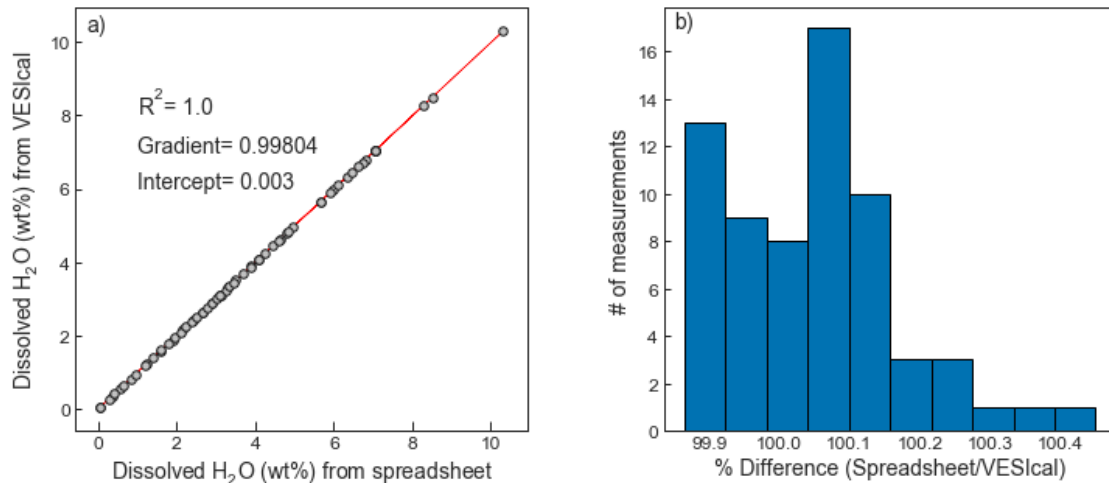 a)
R2= 1.0
Gradient= 0.99804
Intercept= 0.003
10
8
6
4
2
0
0 2 4 6 8 10
Dissolved H2O (wt%) from VESIcal
Dissolved H2O (wt%) from spreadsheet
b)
16
14
12
10
8
6
4
2
0
99.9 100.0 100.1 100.2 100.3 100.4
# of measurements
% Difference (Spreadsheet/VESIcal)